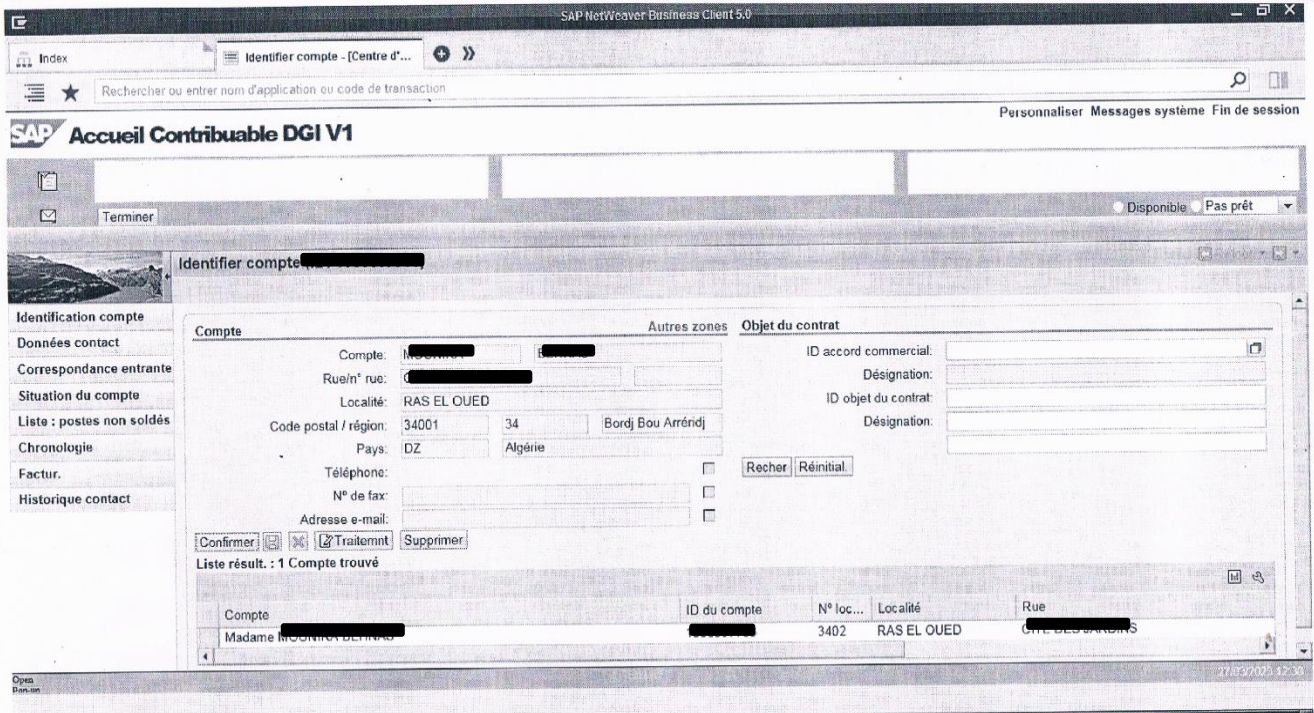 SAP NetWeaver Business Client 5.0
Index
Identifier compte - [Centre d'...
Rechercher ou entrer nom d'application ou code de transaction
Personnaliser Messages système Fin de session
SAP Accueil Contribuable DGI V1
Terminer
Disponible Pas prêt
Identifier compte
Identification compte
Données contact
Correspondance entrante
Situation du compte
Liste : postes non soldés
Chronologie
Factur.
Historique contact
Compte Autres zones
Compte:
Rue/n° rue:
Localité: RAS EL OUED
Code postal / région: 34001 34 Bordj Bou Arréridj
Pays: DZ Algérie
Téléphone:
N° de fax:
Adresse e-mail:
Confirmer Traitemnt Supprimer
Objet du contrat
ID accord commercial:
Désignation:
ID objet du contrat:
Désignation:
Recher Réinitial.
Liste résult. : 1 Compte trouvé
Compte ID du compte N° loc... Localité Rue
Madame 3402 RAS EL OUED
Open